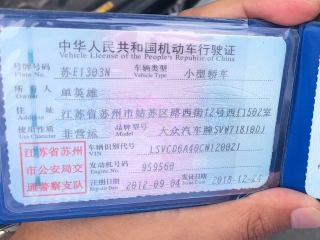 中华人民共和国机动车行驶证
Vehicle License of the People's Republic of China
号牌号码 苏E1303N 车辆类型 小型轿车
Plate No. Vehicle Type
所有人 单英雄
Owner
住址 江苏省苏州市姑苏区路西街12号西门502室
Address
使用性质 非营运 品牌型号 大众汽车牌SVW71810DJ
Use Character Model
江苏省苏州市公安局交通警察支队
车辆识别代号 LSVCD6A40CN120021
VIN
发动机号码 959560
Engine No.
注册日期 2012-09-04 发证日期 2018-12-24
Register Date Issue Date